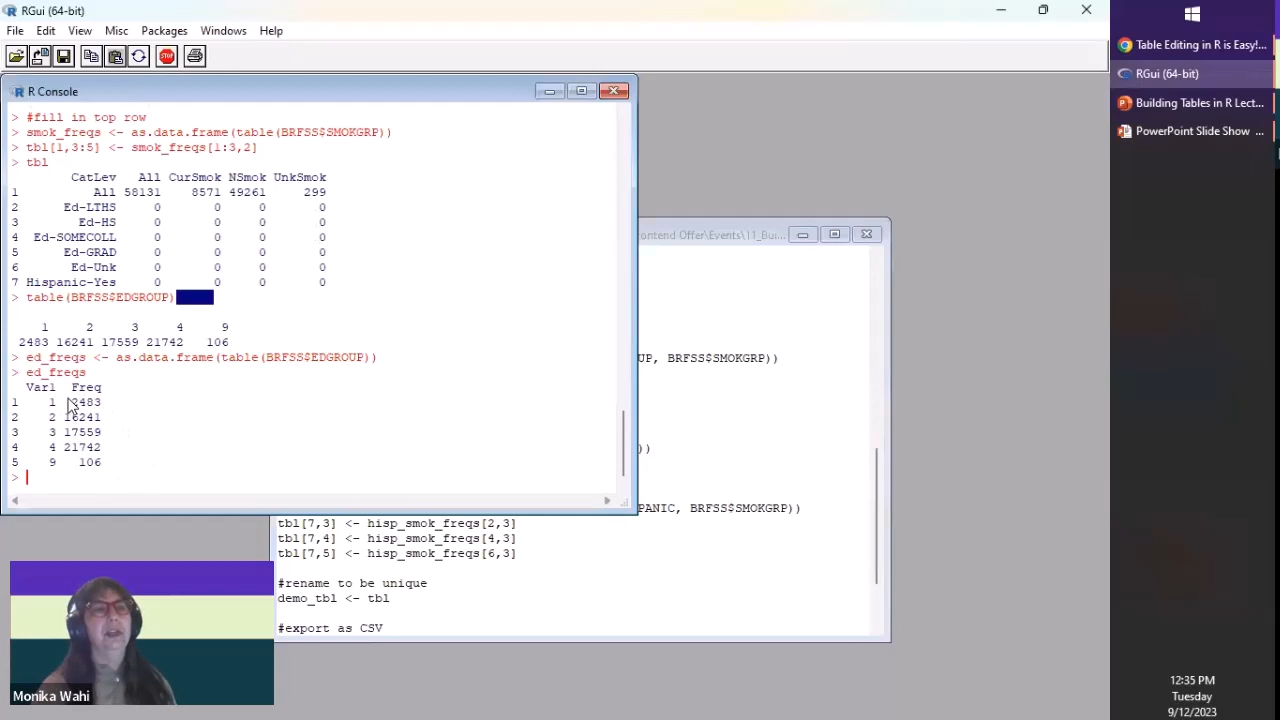 RGui (64-bit)
File Edit View Misc Packages Windows Help
STOP
R Console
> #fill in top row
> smok_freqs <- as.data.frame(table(BRFSS$SMOKGRP))
> tbl[1,3:5] <- smok_freqs[1:3,2]
> tbl
CatLev All CurSmok NSmok UnkSmok
1 All 58131 8571 49261 299
2 Ed-LTHS 0 0 0 0
3 Ed-HS 0 0 0 0
4 Ed-SOMECOLL 0 0 0 0
5 Ed-GRAD 0 0 0 0
6 Ed-Unk 0 0 0 0
7 Hispanic-Yes 0 0 0 0
> table(BRFSS$EDGROUP)
1 2 3 4 9
2483 16241 17559 21742 106
> ed_freqs <- as.data.frame(table(BRFSS$EDGROUP))
> ed_freqs
Var1 Freq
1 1 2483
2 2 16241
3 3 17559
4 4 21742
5 9 106
>
ontend Offer\Events\11_Bui...
UP, BRFSS$SMOKGRP))
))
PANIC, BRFSS$SMOKGRP))
tbl[7,3] <- hisp_smok_freqs[2,3]
tbl[7,4] <- hisp_smok_freqs[4,3]
tbl[7,5] <- hisp_smok_freqs[6,3]
#rename to be unique
demo_tbl <- tbl
#export as CSV
Monika Wahi
Table Editing in R is Easy!...
RGui (64-bit)
Building Tables in R Lect...
PowerPoint Slide Show ...
12:35 PM
Tuesday
9/12/2023